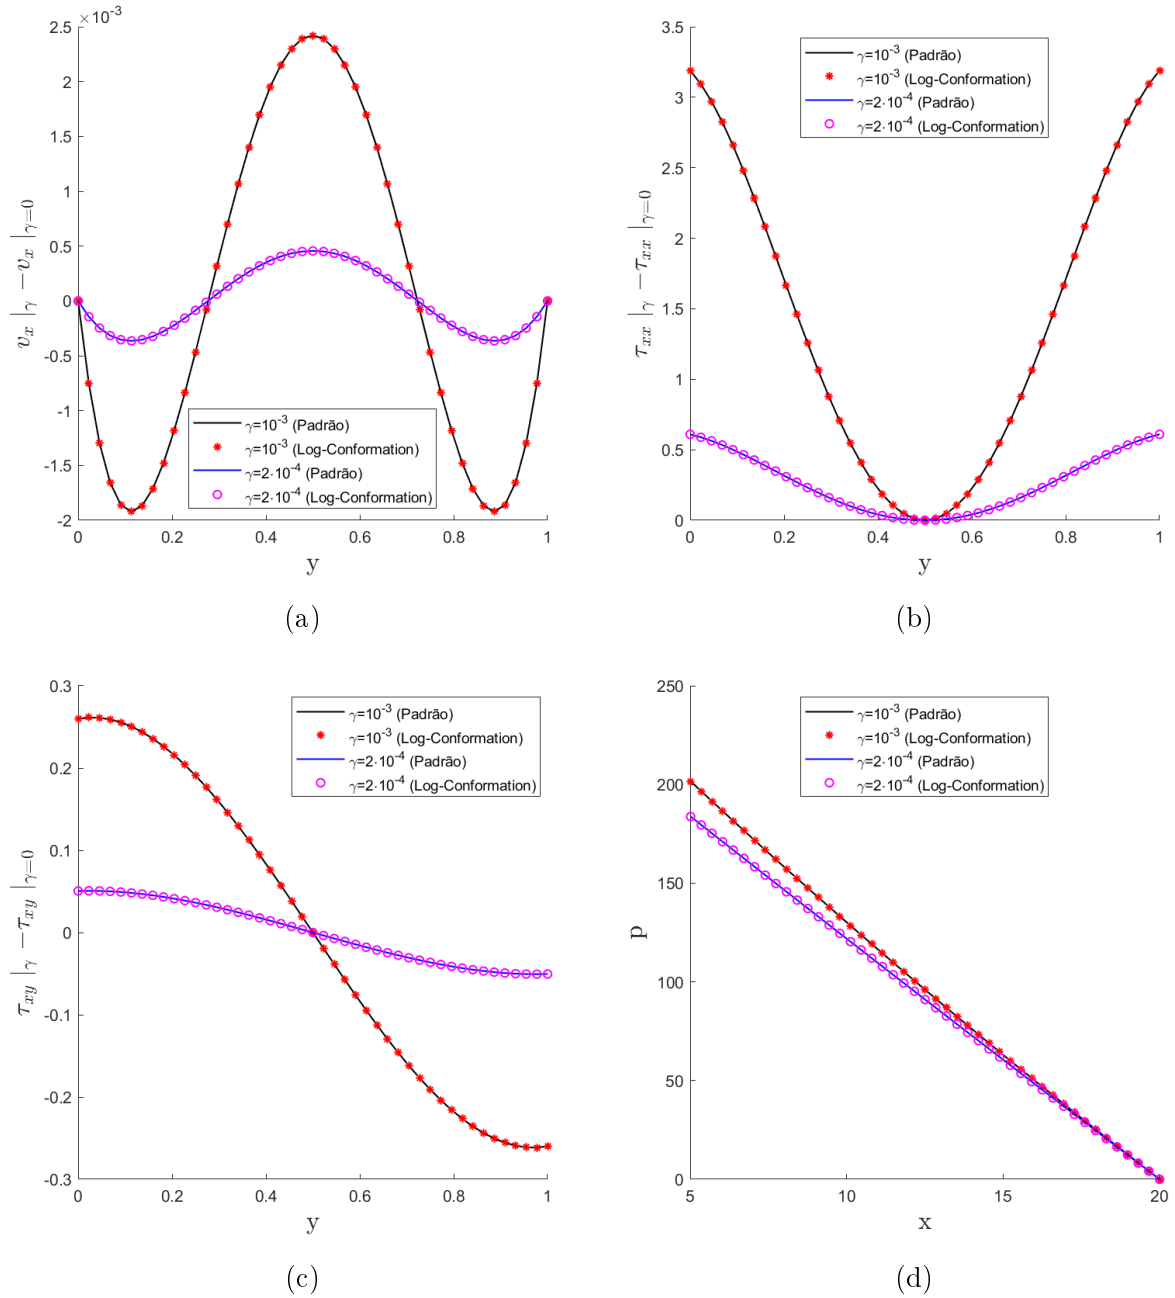 ×10⁻³
2.5
2
1.5
1
0.5
0
-0.5
-1
-1.5
-2
0 0.2 0.4 0.6 0.8 1
y
v_x |_γ −v_x |_{γ=0}
γ=10⁻³ (Padrão)
γ=10⁻³ (Log-Conformation)
γ=2·10⁻⁴ (Padrão)
γ=2·10⁻⁴ (Log-Conformation)
(a)
3.5
3
2.5
2
1.5
1
0.5
0
0 0.2 0.4 0.6 0.8 1
y
τ_{xx} |_γ −τ_{xx} |_{γ=0}
γ=10⁻³ (Padrão)
γ=10⁻³ (Log-Conformation)
γ=2·10⁻⁴ (Padrão)
γ=2·10⁻⁴ (Log-Conformation)
(b)
0.3
0.2
0.1
0
-0.1
-0.2
-0.3
0 0.2 0.4 0.6 0.8 1
y
τ_{xy} |_γ −τ_{xy} |_{γ=0}
γ=10⁻³ (Padrão)
γ=10⁻³ (Log-Conformation)
γ=2·10⁻⁴ (Padrão)
γ=2·10⁻⁴ (Log-Conformation)
(c)
250
200
150
100
50
0
5 10 15 20
x
p
γ=10⁻³ (Padrão)
γ=10⁻³ (Log-Conformation)
γ=2·10⁻⁴ (Padrão)
γ=2·10⁻⁴ (Log-Conformation)
(d)